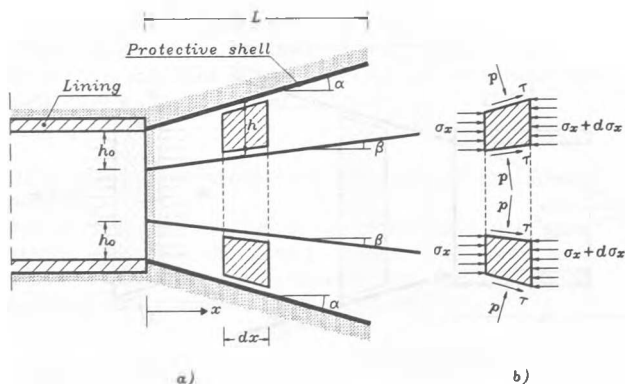 L
Protective shell
α
Lining
h
h₀
β
h₀
β
α
x
dx
a)
p
τ
σₓ
σₓ+dσₓ
τ
p
p
τ
σₓ
σₓ+dσₓ
τ
p
b)